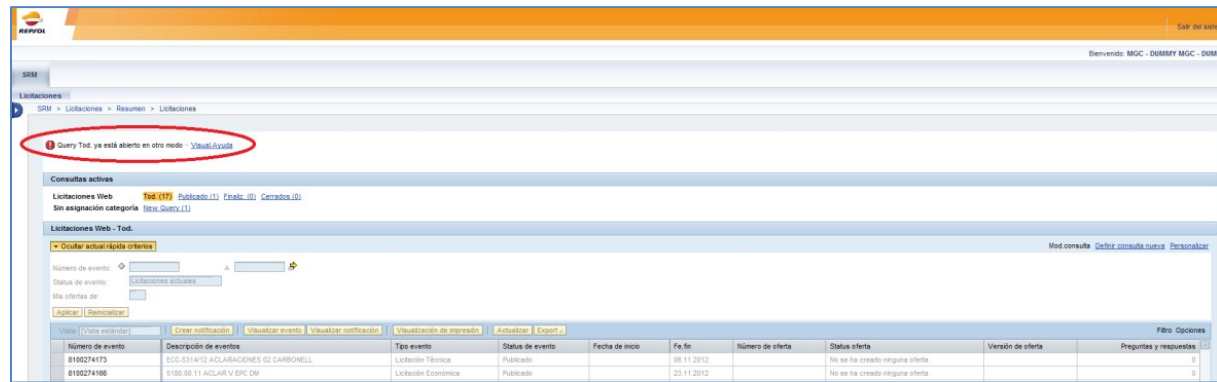 REPSOL
Salir del siste
Bienvenido: MGC - DUMMY MGC - DUM
SRM
Licitaciones
SRM > Licitaciones > Resumen > Licitaciones
Query Tod. ya está abierto en otro modo - Visual.Ayuda
Consultas activas
Licitaciones Web Tod. (17) Publicado (1) Finaliz. (0) Cerrados (0)
Sin asignación categoría New Query (1)
Licitaciones Web - Tod.
Ocultar actual.rápida criterios Mod.consulta Definir consulta nueva Personalizar
Número de evento: A
Status de evento: Licitaciones actuales
Mis ofertas de:
Aplicar Reinicializar
Vista: [Vista estándar] Crear notificación Visualizar evento Visualizar notificación Visualización de impresión Actualizar Export Filtro Opciones
Número de evento Descripción de eventos Tipo evento Status de evento Fecha de inicio Fe.fin Número de oferta Status oferta Versión de oferta Preguntas y respuestas
8100274173 ECC-5314/12 ACLARACIONES 02 CARBONELL Licitación Técnica Publicado 06.11.2012 No se ha creado ninguna oferta 0
8100274166 5180.00.11 ACLAR V EPC DM Licitación Económica Publicado 23.11.2012 No se ha creado ninguna oferta 0